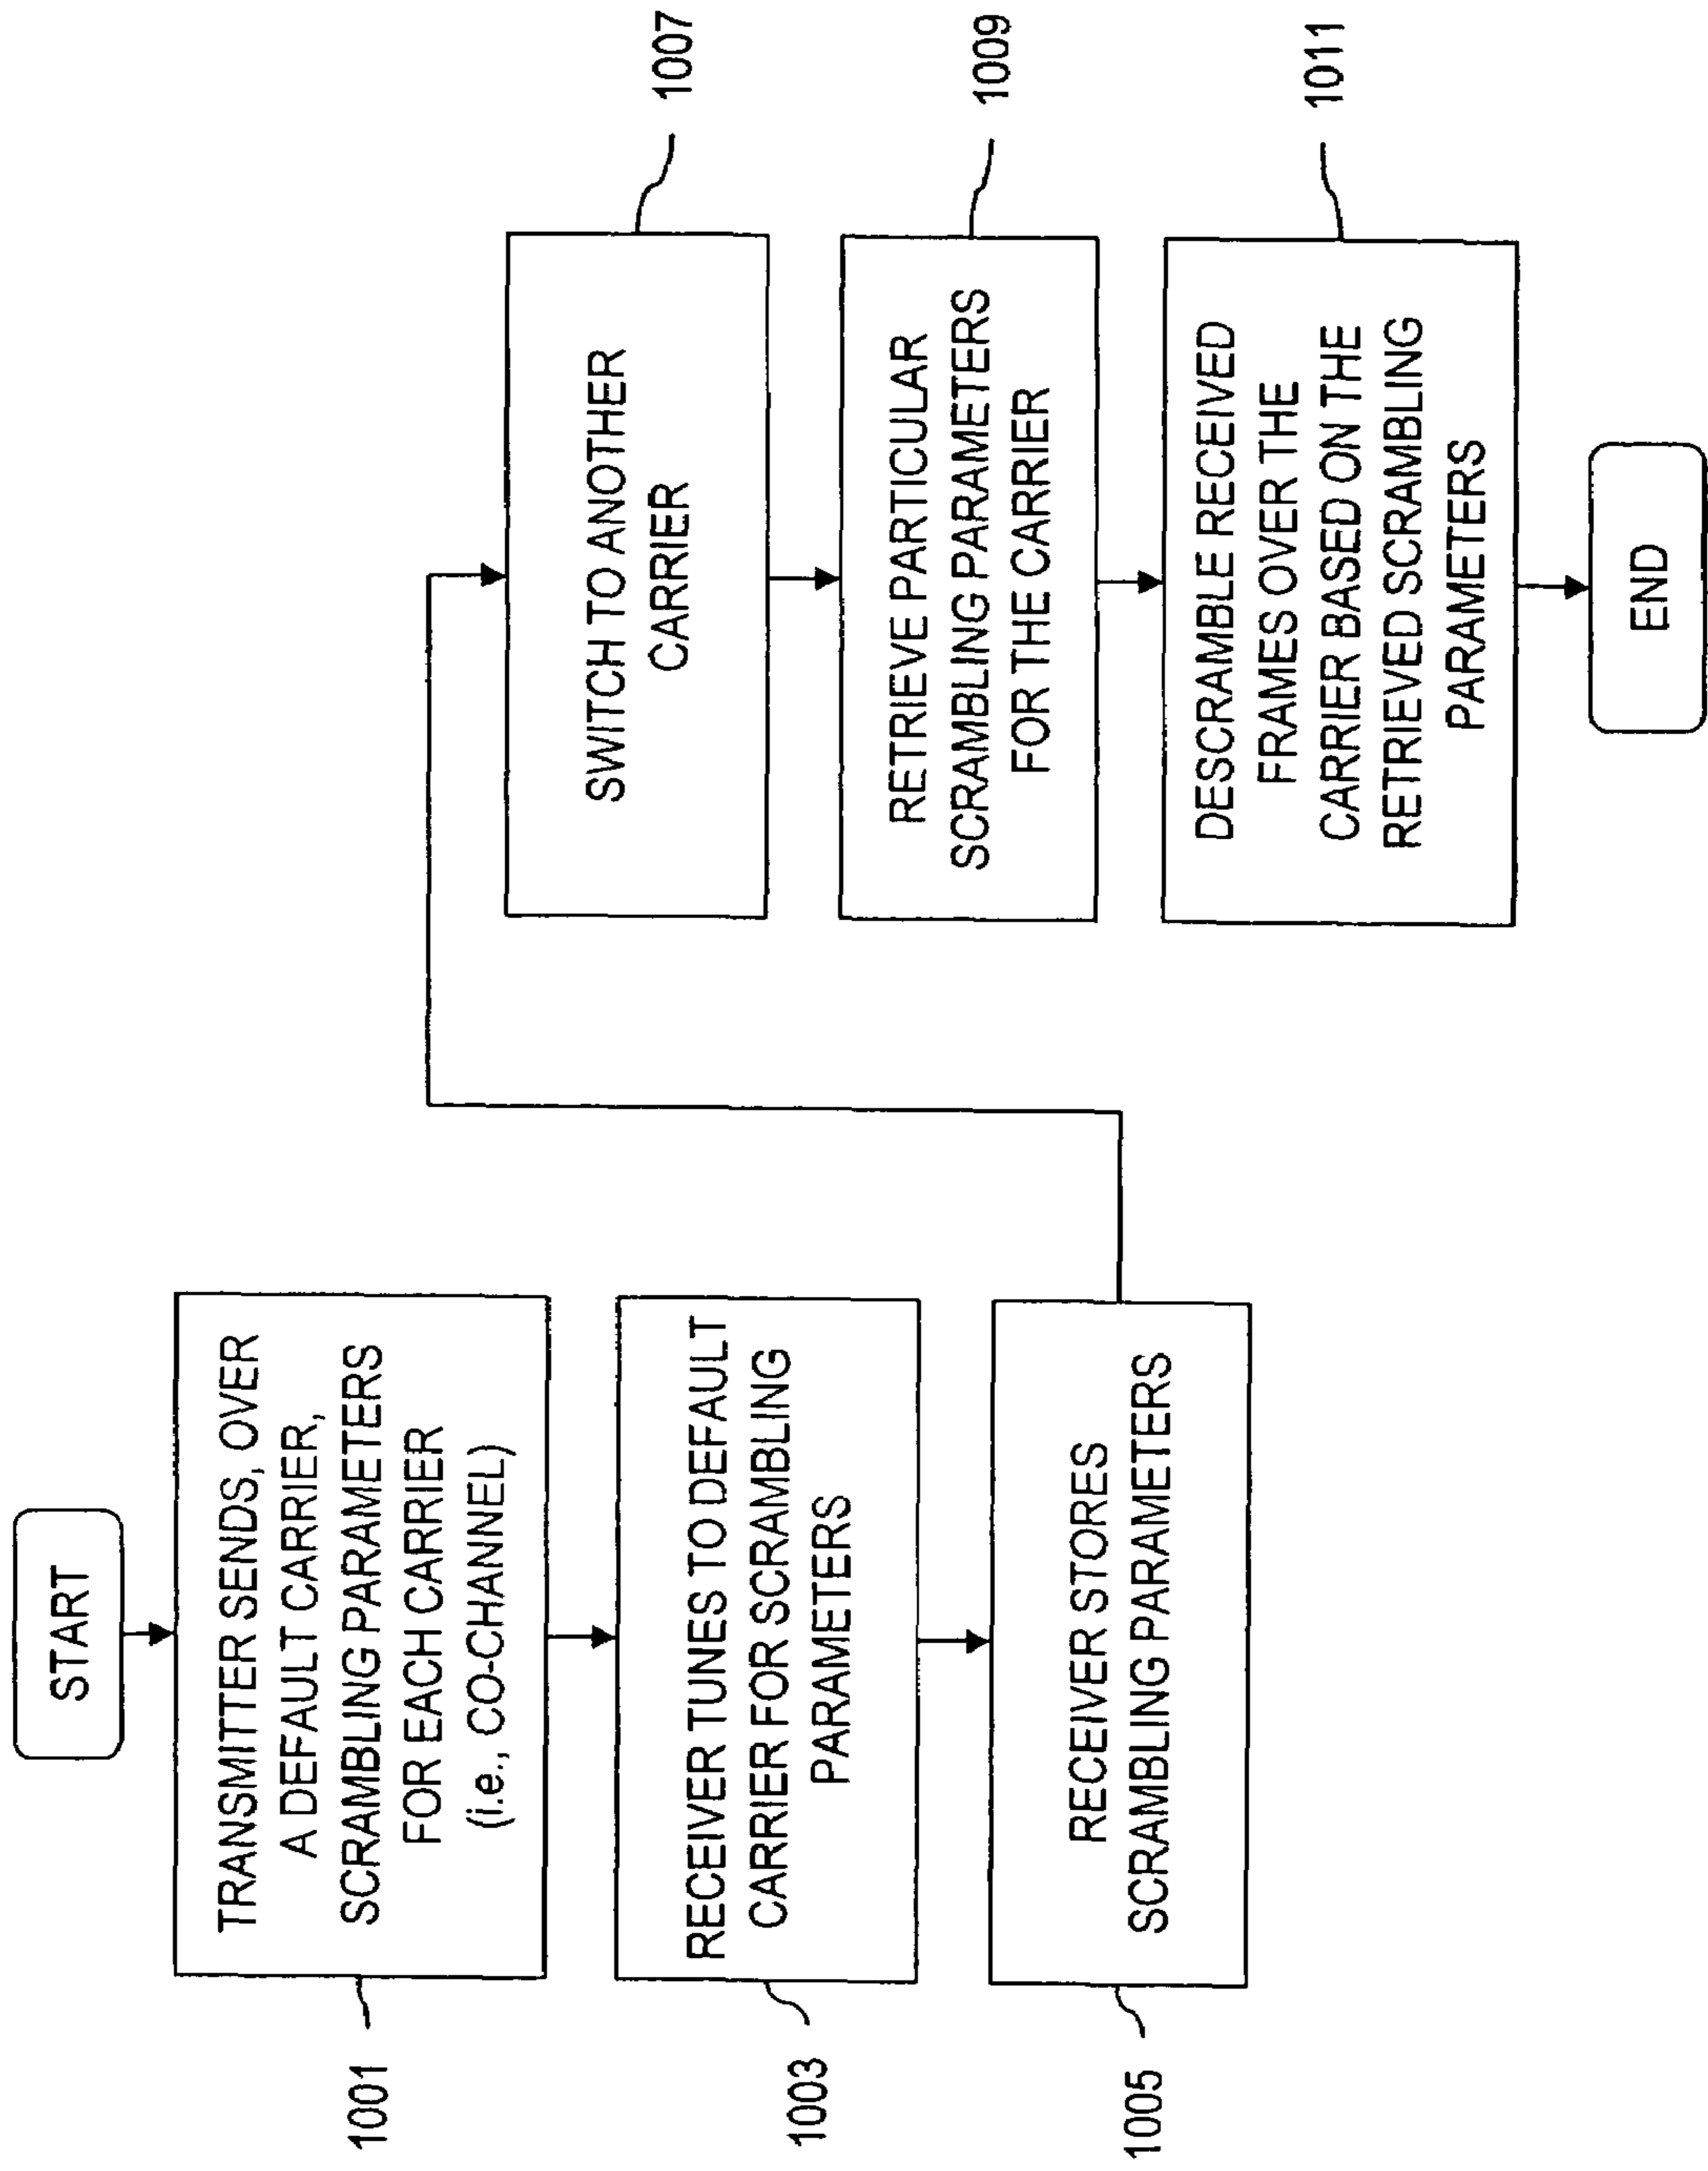 START
TRANSMITTER SENDS, OVER
A DEFAULT CARRIER,
SCRAMBLING PARAMETERS
FOR EACH CARRIER
(i.e., CO-CHANNEL)
1001
RECEIVER TUNES TO DEFAULT
CARRIER FOR SCRAMBLING
PARAMETERS
1003
RECEIVER STORES
SCRAMBLING PARAMETERS
1005
SWITCH TO ANOTHER
CARRIER
1007
RETRIEVE PARTICULAR
SCRAMBLING PARAMETERS
FOR THE CARRIER
1009
DESCRAMBLE RECEIVED
FRAMES OVER THE
CARRIER BASED ON THE
RETRIEVED SCRAMBLING
PARAMETERS
1011
END